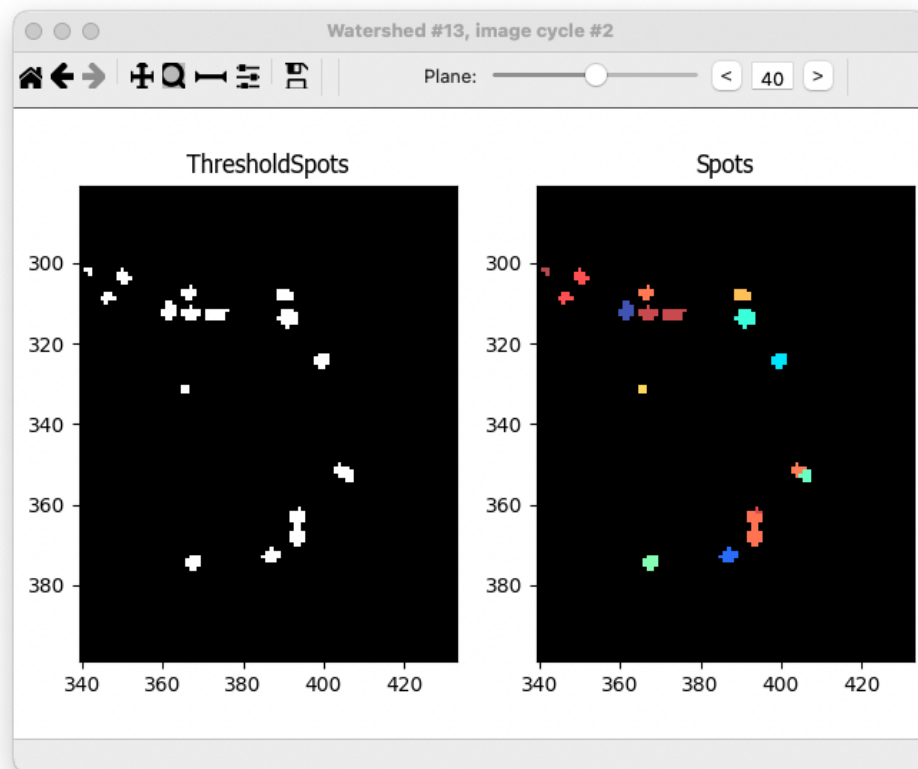 Watershed #13, image cycle #2
Plane: < 40 >
ThresholdSpots Spots
300 300
320 320
340 340
360 360
380 380
340 360 380 400 420 340 360 380 400 420